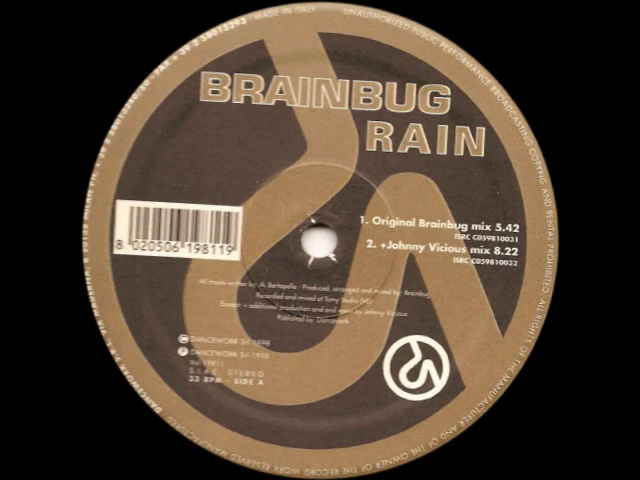 BRAINBUG
RAIN
1. Original Brainbug mix 5.42
ISRC C059810031
2. +Johnny Vicious mix 8.22
ISRC C059810032
8 020506 198119
All tracks written by: A. Bertapelle - Produced, arranged and mixed by: Brainbug
Recorded and mixed at Tomy Studio (VE)
Except: + additional production and mixed by Johnny Vicious
Published by: Dancework
C DANCEWORK Srl 1998
P DANCEWORK Srl 1998
S.I.A.E. STEREO
33 RPM - SIDE A
MADE IN ITALY
UNAUTHORIZED PUBLIC PERFORMANCE BROADCASTING COPYNG AND RENTAL PROHIBITED. ALL RIGHTS OF THE MANUFACTURER AND OF THE OWNER OF THE RECORD WORK RESERVED